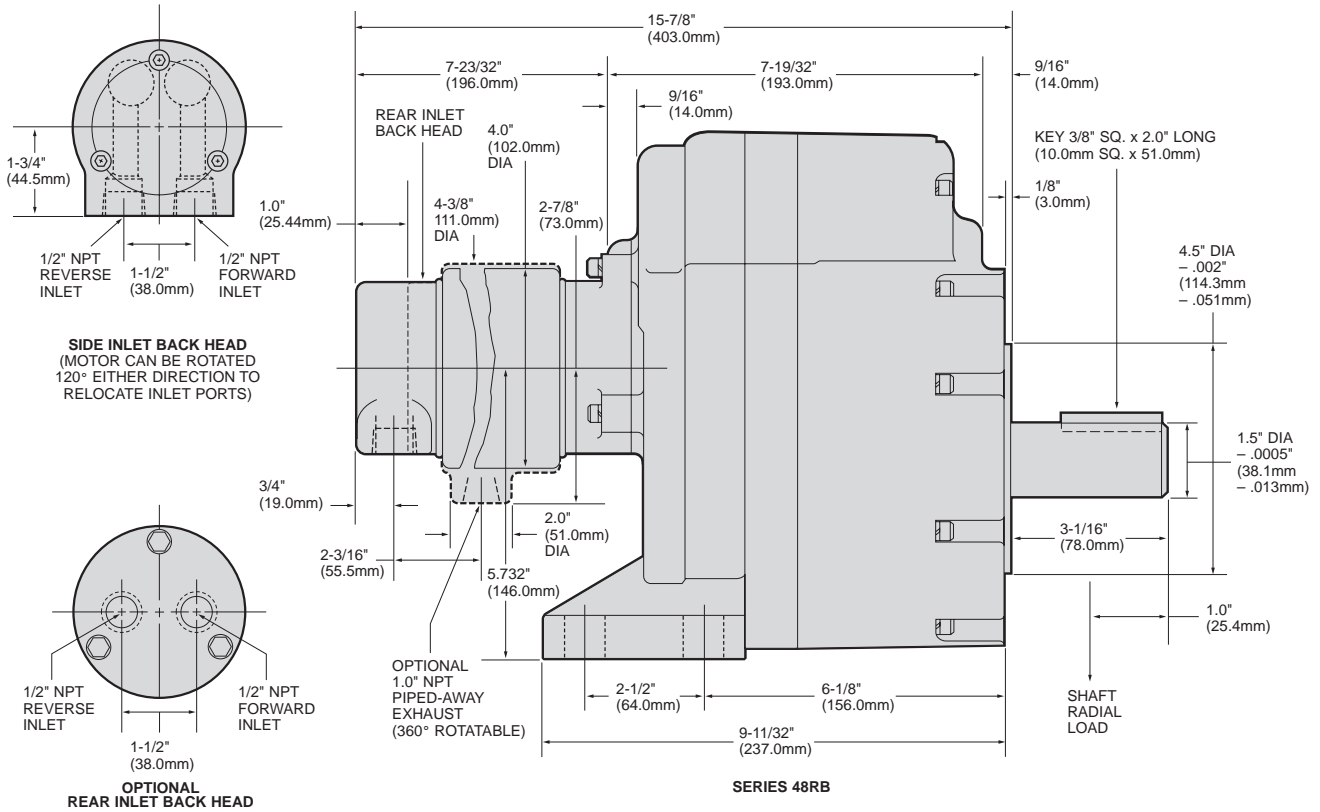 15-7/8"
(403.0mm)
7-23/32"
(196.0mm)
7-19/32"
(193.0mm)
9/16"
(14.0mm)
9/16"
(14.0mm)
REAR INLET
BACK HEAD
4.0"
(102.0mm)
DIA
KEY 3/8" SQ. x 2.0" LONG
(10.0mm SQ. x 51.0mm)
1-3/4"
(44.5mm)
1.0"
(25.44mm)
4-3/8"
111.0mm)
DIA
2-7/8"
(73.0mm)
1/8"
(3.0mm)
4.5" DIA
– .002"
(114.3mm
– .051mm)
1/2" NPT
REVERSE
INLET
1-1/2"
(38.0mm)
1/2" NPT
FORWARD
INLET
SIDE INLET BACK HEAD
(MOTOR CAN BE ROTATED
120° EITHER DIRECTION TO
RELOCATE INLET PORTS)
1.5" DIA
– .0005"
(38.1mm
– .013mm)
3/4"
(19.0mm)
2.0"
(51.0mm)
DIA
3-1/16"
(78.0mm)
2-3/16"
(55.5mm)
5.732"
(146.0mm)
1.0"
(25.4mm)
OPTIONAL
1.0" NPT
PIPED-AWAY
EXHAUST
(360° ROTATABLE)
2-1/2"
(64.0mm)
6-1/8"
(156.0mm)
SHAFT
RADIAL
LOAD
9-11/32"
(237.0mm)
1/2" NPT
REVERSE
INLET
1/2" NPT
FORWARD
INLET
1-1/2"
(38.0mm)
OPTIONAL
REAR INLET BACK HEAD
SERIES 48RB